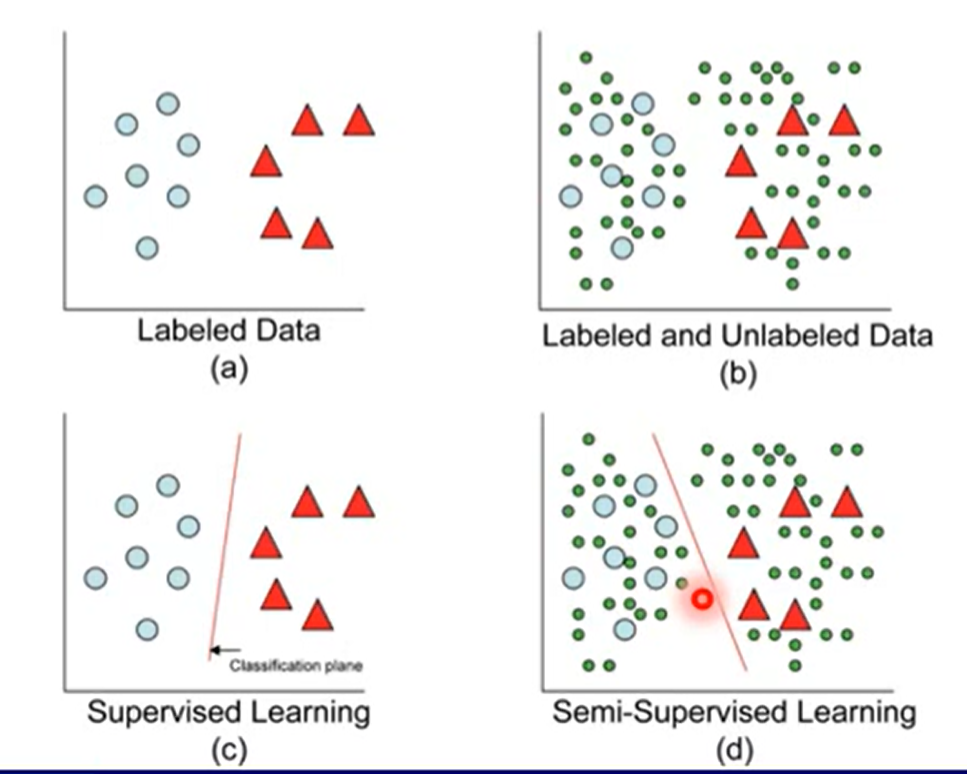 Labeled Data
(a)
Labeled and Unlabeled Data
(b)
Classification plane
Supervised Learning
(c)
Semi-Supervised Learning
(d)